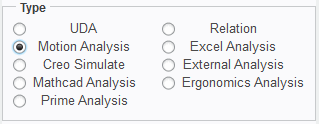 Type
UDA
Relation
Motion Analysis
Excel Analysis
Creo Simulate
External Analysis
Mathcad Analysis
Ergonomics Analysis
Prime Analysis